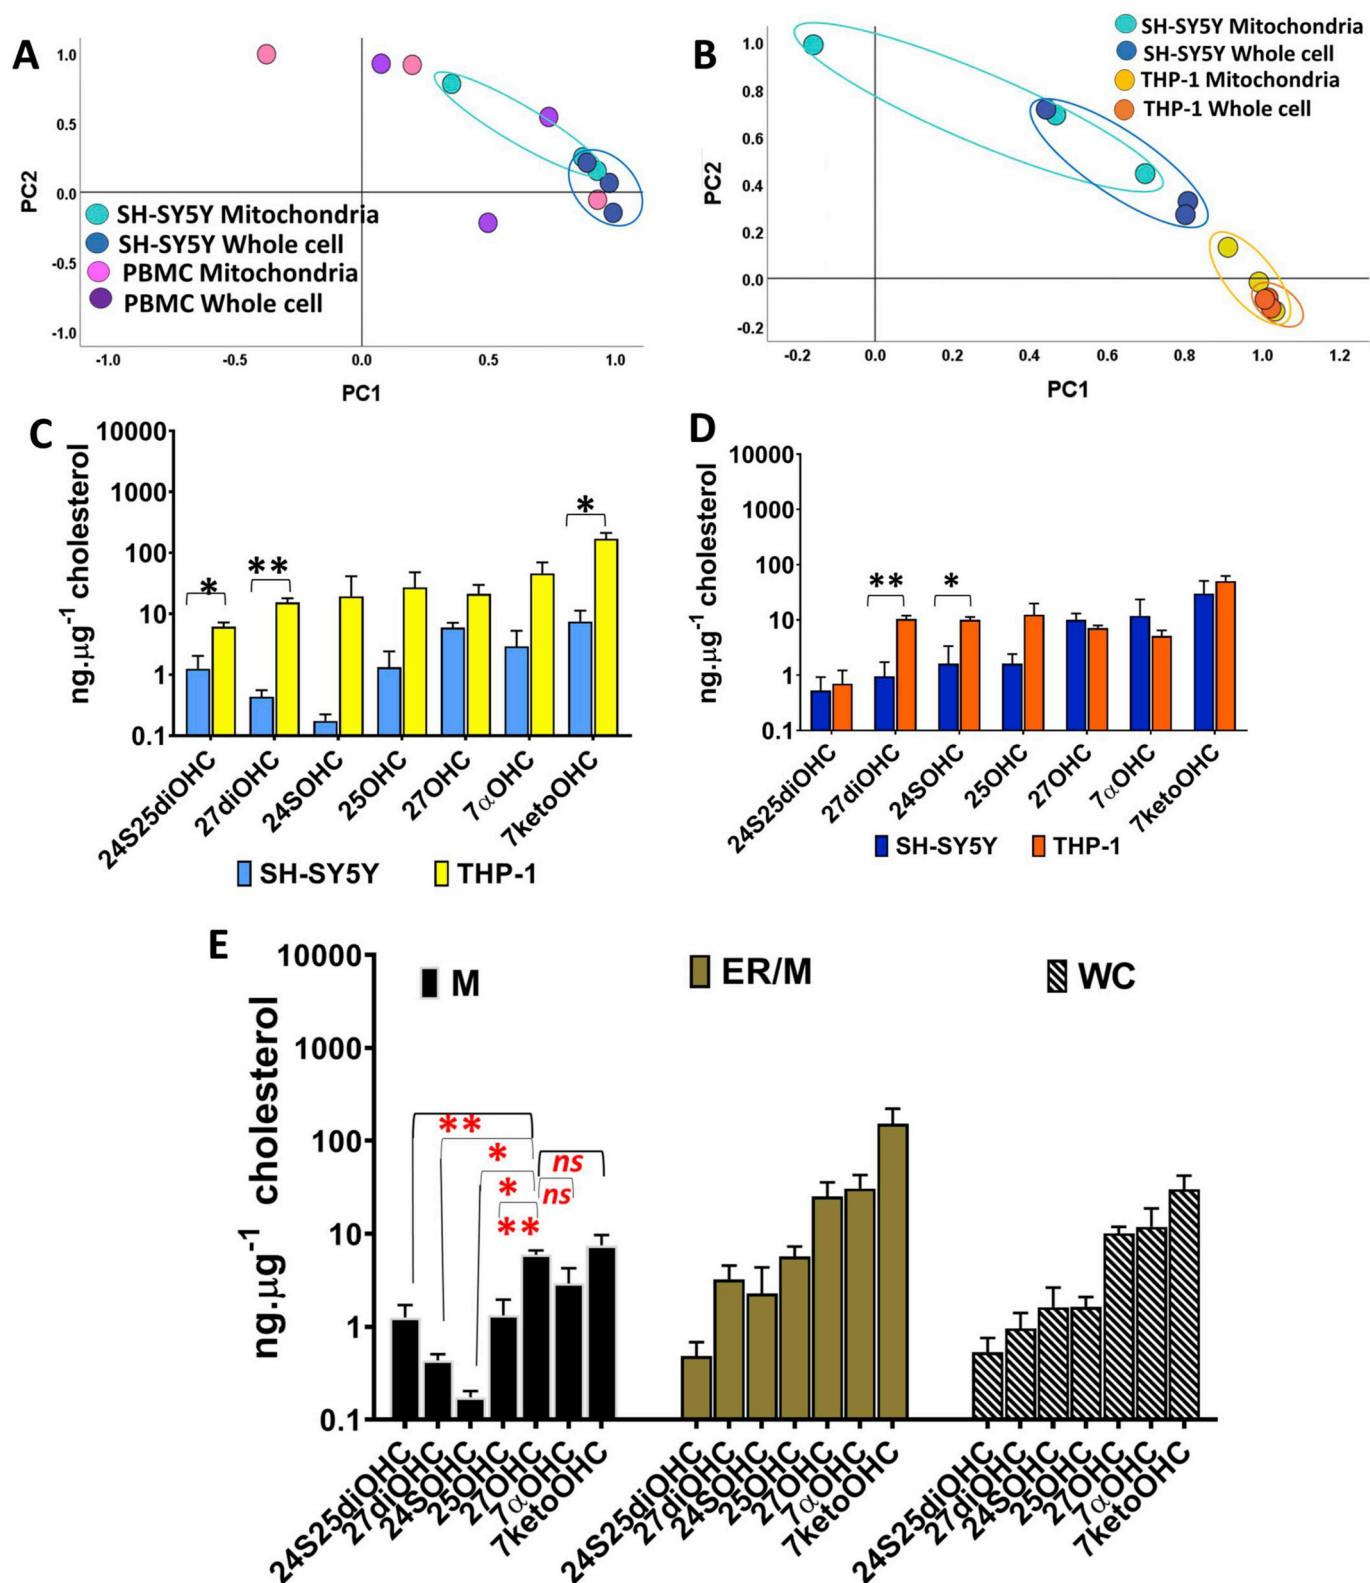 A
1.0
0.5
0.0
-0.5
-1.0
PC2
SH-SY5Y Mitochondria
SH-SY5Y Whole cell
PBMC Mitochondria
PBMC Whole cell
-1.0 -0.5 0.0 0.5 1.0
PC1
B
SH-SY5Y Mitochondria
SH-SY5Y Whole cell
THP-1 Mitochondria
THP-1 Whole cell
1.0
0.8
0.6
0.4
0.2
0.0
-0.2
PC2
-0.2 0.0 0.2 0.4 0.6 0.8 1.0 1.2
PC1
C
10000
1000
100
10
1
0.1
ng.μg-1 cholesterol
*
**
*
24S25diOHC
27diOHC
24SOHC
25OHC
27OHC
7αOHC
7ketoOHC
SH-SY5Y THP-1
D
10000
1000
100
10
1
0.1
ng.μg-1 cholesterol
**
*
24S25diOHC
27diOHC
24SOHC
25OHC
27OHC
7αOHC
7ketoOHC
SH-SY5Y THP-1
E
10000
1000
100
10
1
0.1
ng.μg-1 cholesterol
M ER/M WC
**
*
*
**
ns
ns
24S25diOHC
27diOHC
24SOHC
25OHC
27OHC
7αOHC
7ketoOHC
24S25diOHC
27diOHC
24SOHC
25OHC
27OHC
7αOHC
7ketoOHC
24S25diOHC
27diOHC
24SOHC
25OHC
27OHC
7αOHC
7ketoOHC